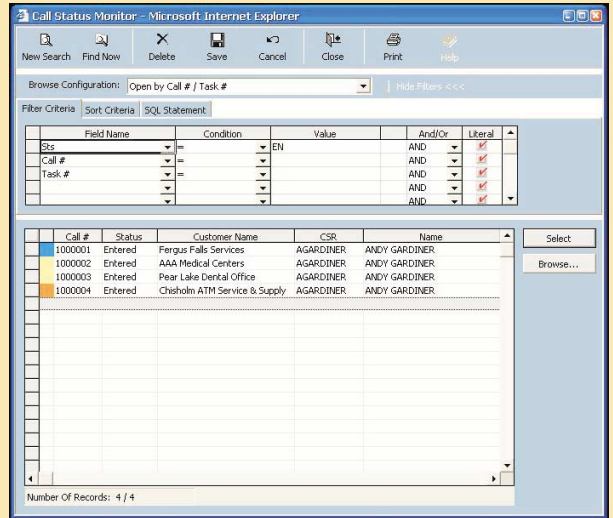 Call Status Monitor - Microsoft Internet Explorer
New Search Find Now Delete Save Cancel Close Print Help
Browse Configuration: Open by Call # / Task # Hide Filters <<<
Filter Criteria Sort Criteria SQL Statement
Field Name Condition Value And/Or Literal
Sts = EN AND
Call # = AND
Task # = AND
AND
AND
Call # Status Customer Name CSR Name
1000001 Entered Fergus Falls Services AGARDINER ANDY GARDINER
1000002 Entered AAA Medical Centers AGARDINER ANDY GARDINER
1000003 Entered Pear Lake Dental Office AGARDINER ANDY GARDINER
1000004 Entered Chisholm ATM Service & Supply AGARDINER ANDY GARDINER
Select
Browse...
Number Of Records: 4 / 4